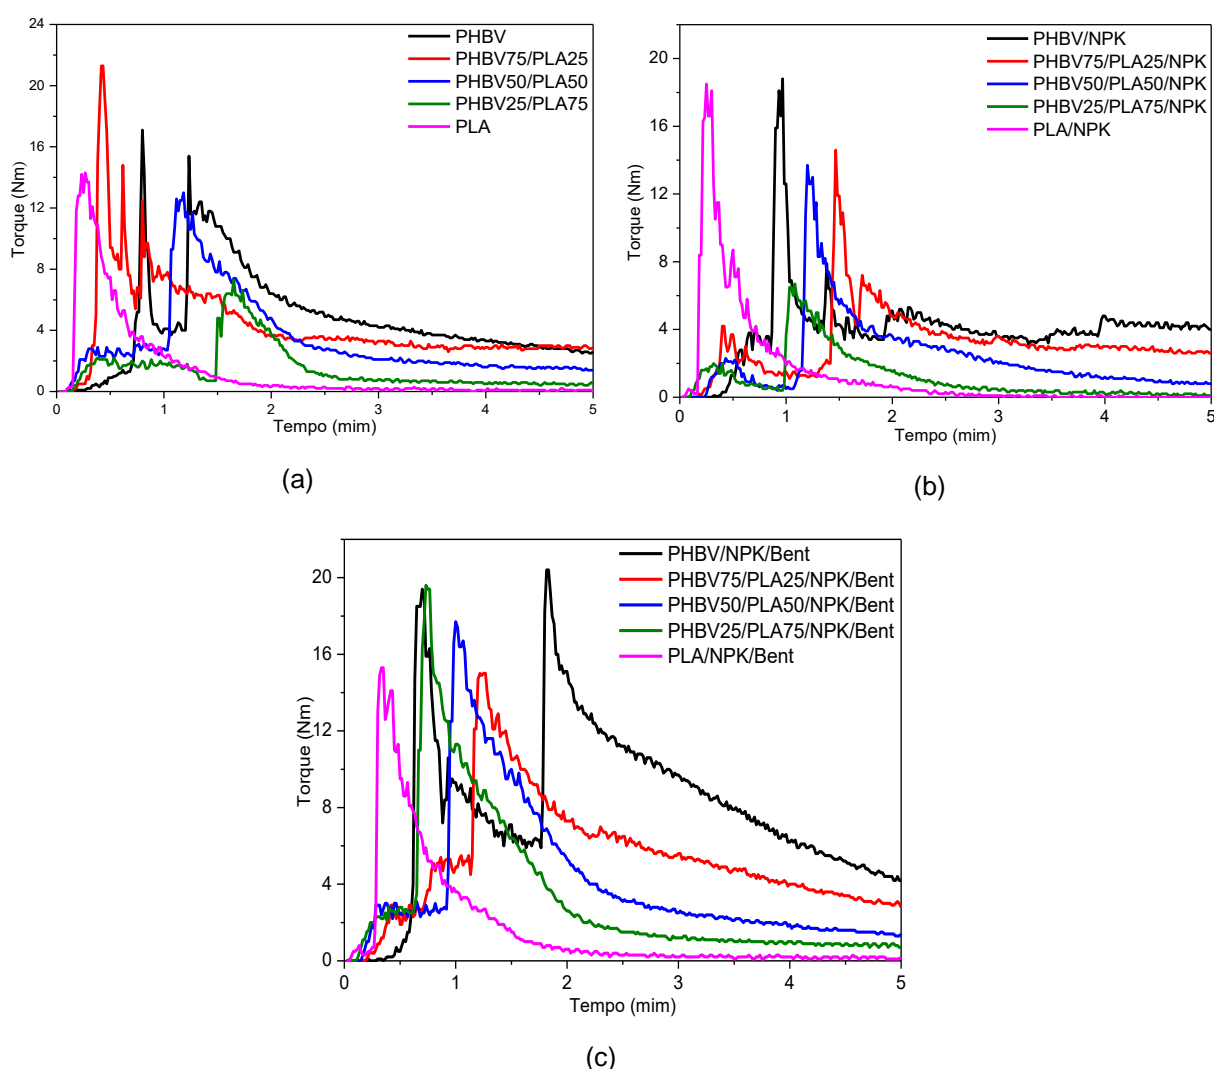 24
20
16
12
8
4
0
Torque (Nm)
PHBV
PHBV75/PLA25
PHBV50/PLA50
PHBV25/PLA75
PLA
0 1 2 3 4 5
Tempo (mim)
(a)
20
16
12
8
4
0
Torque (Nm)
PHBV/NPK
PHBV75/PLA25/NPK
PHBV50/PLA50/NPK
PHBV25/PLA75/NPK
PLA/NPK
0 1 2 3 4 5
Tempo (mim)
(b)
20
16
12
8
4
0
Torque (Nm)
PHBV/NPK/Bent
PHBV75/PLA25/NPK/Bent
PHBV50/PLA50/NPK/Bent
PHBV25/PLA75/NPK/Bent
PLA/NPK/Bent
0 1 2 3 4 5
Tempo (mim)
(c)